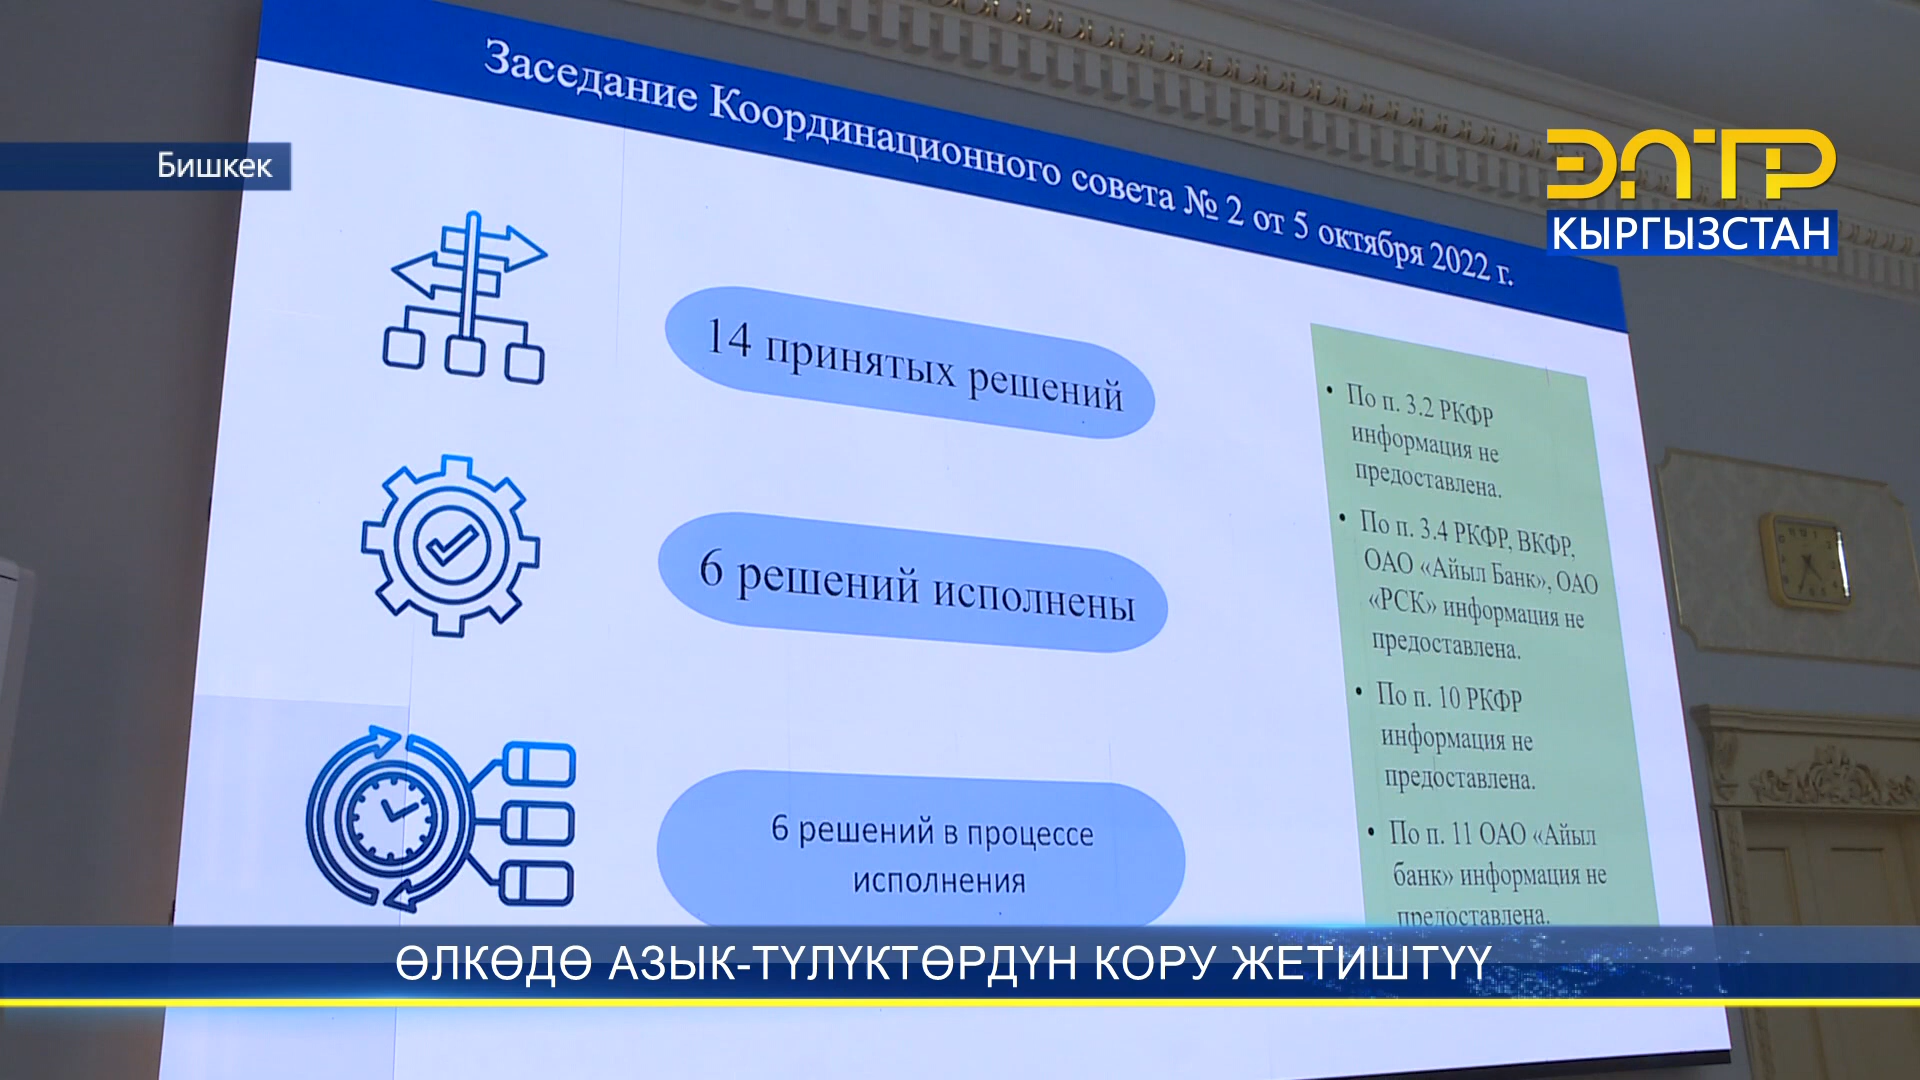 Заседание Координационного совета № 2 от 5 октября 2022 г.
Бишкек
ЭЛТР
КЫРГЫЗСТАН
14 принятых решений
6 решений исполнены
6 решений в процессе
исполнения
• По п. 3.2 РКФР
информация не
предоставлена.
• По п. 3.4 РКФР, ВКФР,
ОАО «Айыл Банк», ОАО
«РСК» информация не
предоставлена.
• По п. 10 РКФР
информация не
предоставлена.
• По п. 11 ОАО «Айыл
банк» информация не
предоставлена.
ӨЛКӨДӨ АЗЫК-ТҮЛҮКТӨРДҮН КОРУ ЖЕТИШТҮҮ